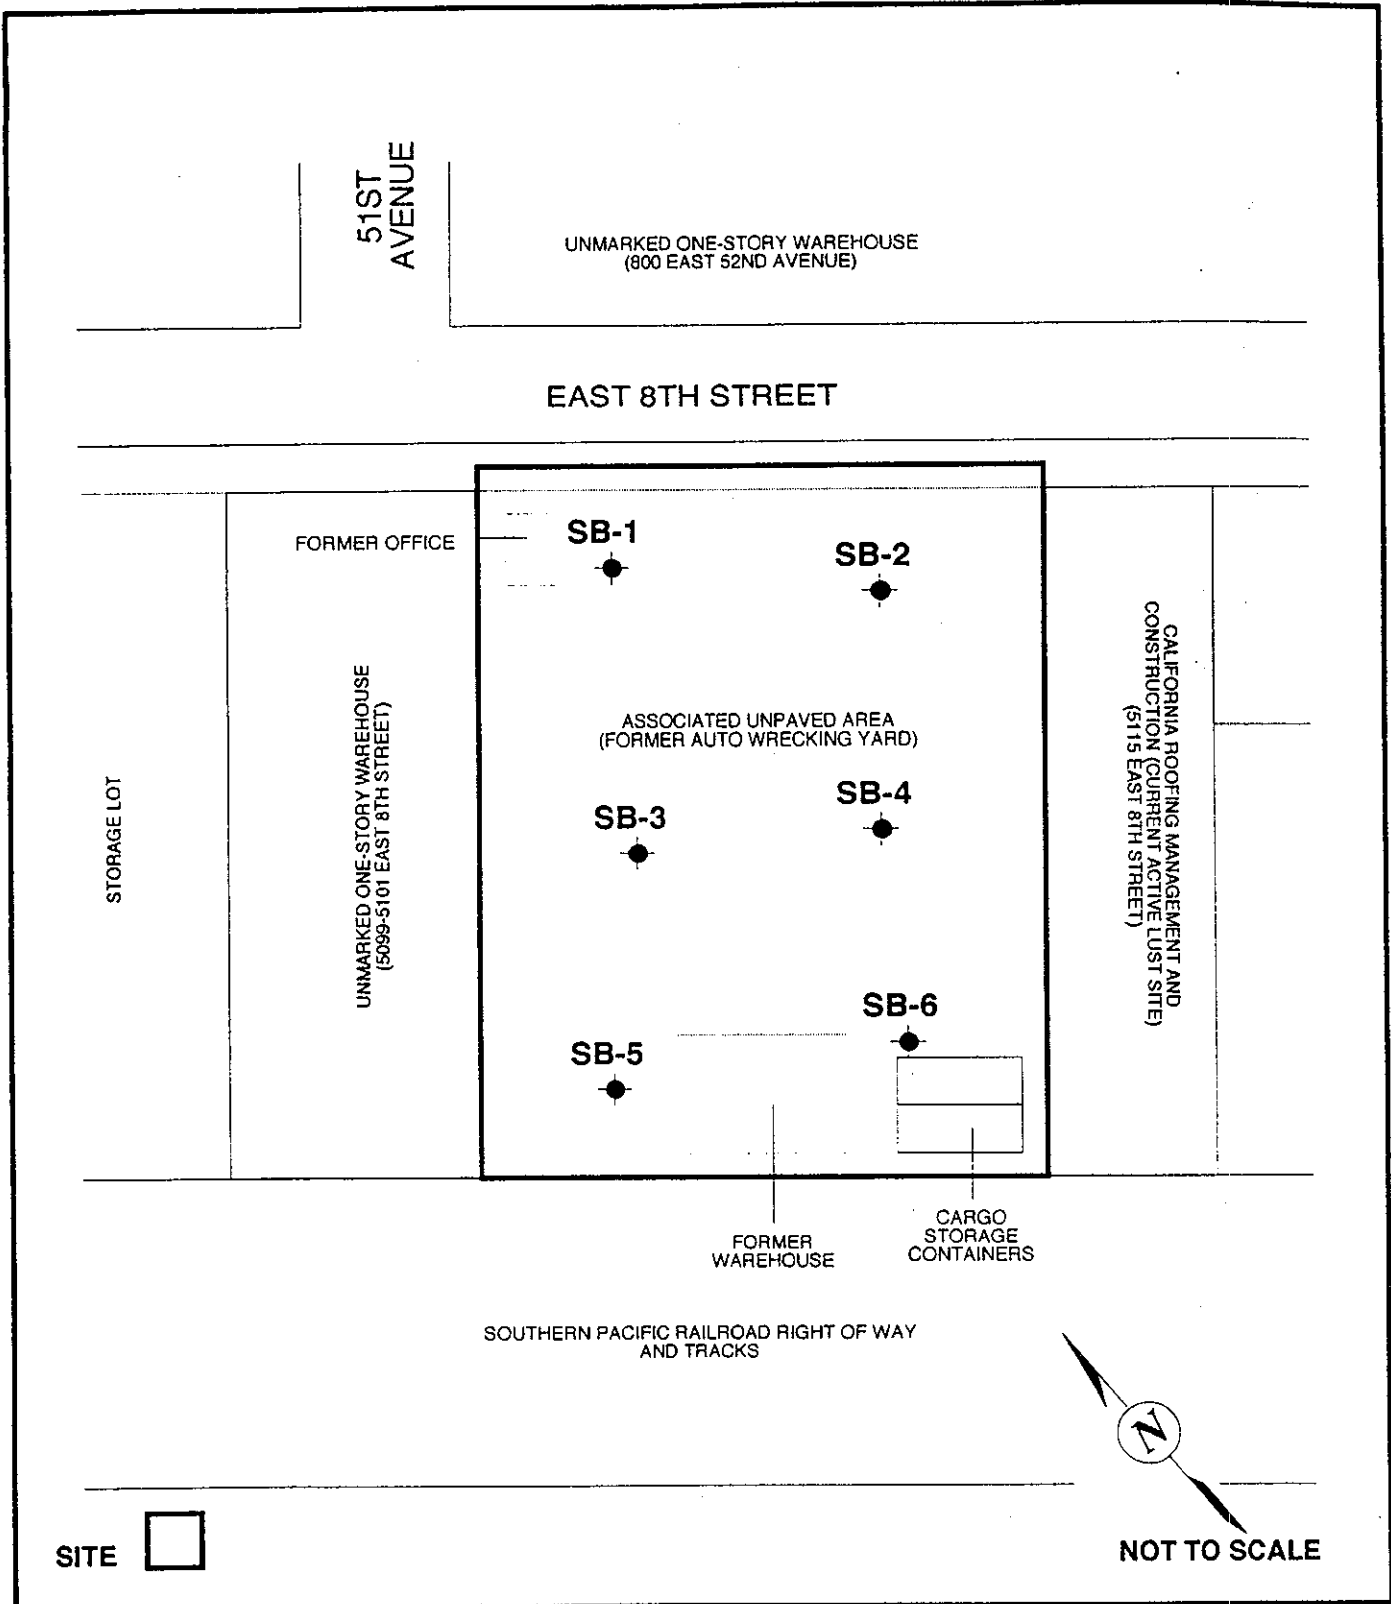 51ST
AVENUE
UNMARKED ONE-STORY WAREHOUSE
(800 EAST 52ND AVENUE)
EAST 8TH STREET
FORMER OFFICE
SB-1
SB-2
UNMARKED ONE-STORY WAREHOUSE
(5099-5101 EAST 8TH STREET)
STORAGE LOT
ASSOCIATED UNPAVED AREA
(FORMER AUTO WRECKING YARD)
SB-3
SB-4
CALIFORNIA ROOFING MANAGEMENT AND
CONSTRUCTION (CURRENT ACTIVE LUST SITE)
(5115 EAST 8TH STREET)
SB-5
SB-6
FORMER
WAREHOUSE
CARGO
STORAGE
CONTAINERS
SOUTHERN PACIFIC RAILROAD RIGHT OF WAY
AND TRACKS
N
SITE
NOT TO SCALE